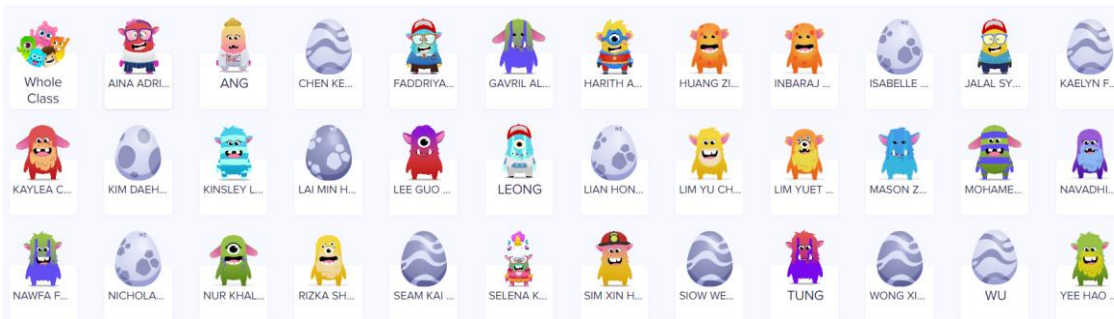 Whole
Class
AINA ADRI...
ANG
CHEN KE...
FADDRIYA...
GAVRIL AL...
HARITH A...
HUANG ZI...
INBARAJ ...
ISABELLE ...
JALAL SY...
KAELYN F...
KAYLEA C...
KIM DAEH...
KINSLEY L...
LAI MIN H...
LEE GUO ...
LEONG
LIAN HON...
LIM YU CH...
LIM YUET ...
MASON Z...
MOHAME...
NAVADHI...
NAWFA F...
NICHOLA...
NUR KHAL...
RIZKA SH...
SEAM KAI ...
SELENA K...
SIM XIN H...
SIOW WE...
TUNG
WONG XI...
WU
YEE HAO ...